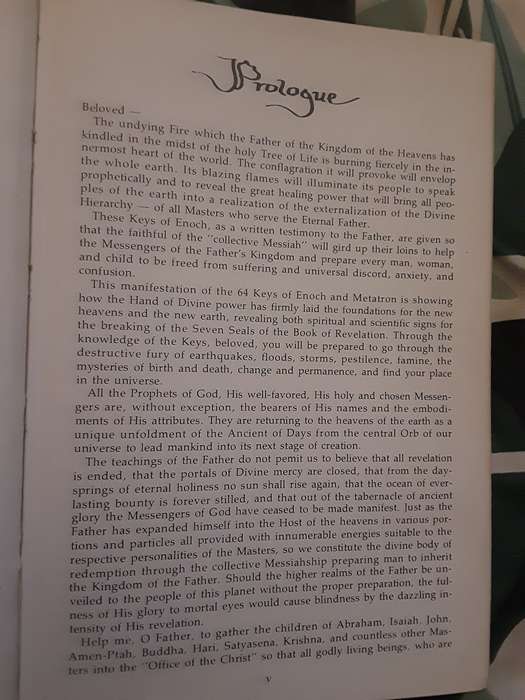 Prologue
Beloved —
The undying Fire which the Father of the Kingdom of the Heavens has
kindled in the midst of the holy Tree of Life is burning fiercely in the in-
nermost heart of the world. The conflagration it will provoke will envelop
the whole earth. Its blazing flames will illuminate its people to speak
prophetically and to reveal the great healing power that will bring all peo-
ples of the earth into a realization of the externalization of the Divine
Hierarchy — of all Masters who serve the Eternal Father.
These Keys of Enoch, as a written testimony to the Father, are given so
that the faithful of the "collective Messiah" will gird up their loins to help
the Messengers of the Father's Kingdom and prepare every man, woman,
and child to be freed from suffering and universal discord, anxiety, and
confusion.
This manifestation of the 64 Keys of Enoch and Metatron is showing
how the Hand of Divine power has firmly laid the foundations for the new
heavens and the new earth, revealing both spiritual and scientific signs for
the breaking of the Seven Seals of the Book of Revelation. Through the
knowledge of the Keys, beloved, you will be prepared to go through the
destructive fury of earthquakes, floods, storms, pestilence, famine, the
mysteries of birth and death, change and permanence, and find your place
in the universe.
All the Prophets of God, His well-favored, His holy and chosen Messen-
gers are, without exception, the bearers of His names and the embodi-
ments of His attributes. They are returning to the heavens of the earth as a
unique unfoldment of the Ancient of Days from the central Orb of our
universe to lead mankind into its next stage of creation.
The teachings of the Father do not pemit us to believe that all revelation
is ended, that the portals of Divine mercy are closed, that from the day-
springs of eternal holiness no sun shall rise again, that the ocean of ever-
lasting bounty is forever stilled, and that out of the tabernacle of ancient
glory the Messengers of God have ceased to be made manifest. Just as the
Father has expanded himself into the Host of the heavens in various por-
tions and particles all provided with innumerable energies suitable to the
respective personalities of the Masters, so we constitute the divine body of
redemption through the collective Messiahship preparing man to inherit
the Kingdom of the Father. Should the higher realms of the Father be un-
veiled to the people of this planet without the proper preparation, the ful-
ness of His glory to mortal eyes would cause blindness by the dazzling in-
tensity of His revelation.
Help me, O Father, to gather the children of Abraham, Isaiah, John,
Amen-Ptah, Buddha, Hari, Satyasena, Krishna, and countless other Mas-
ters into the "Office of the Christ" so that all godly living beings, who are
v